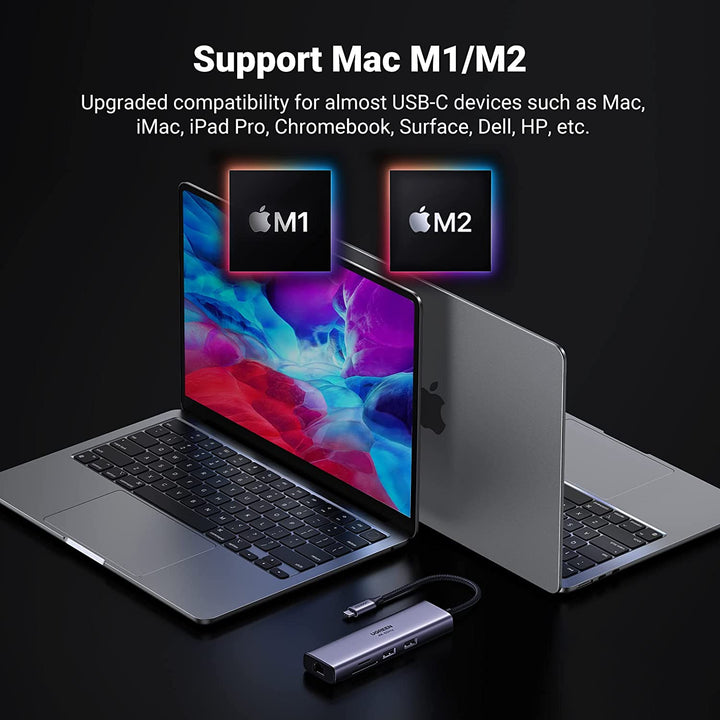 Support Mac M1/M2
Upgraded compatibility for almost USB-C devices such as Mac,
iMac, iPad Pro, Chromebook, Surface, Dell, HP, etc.
M1
M2
UGREEN